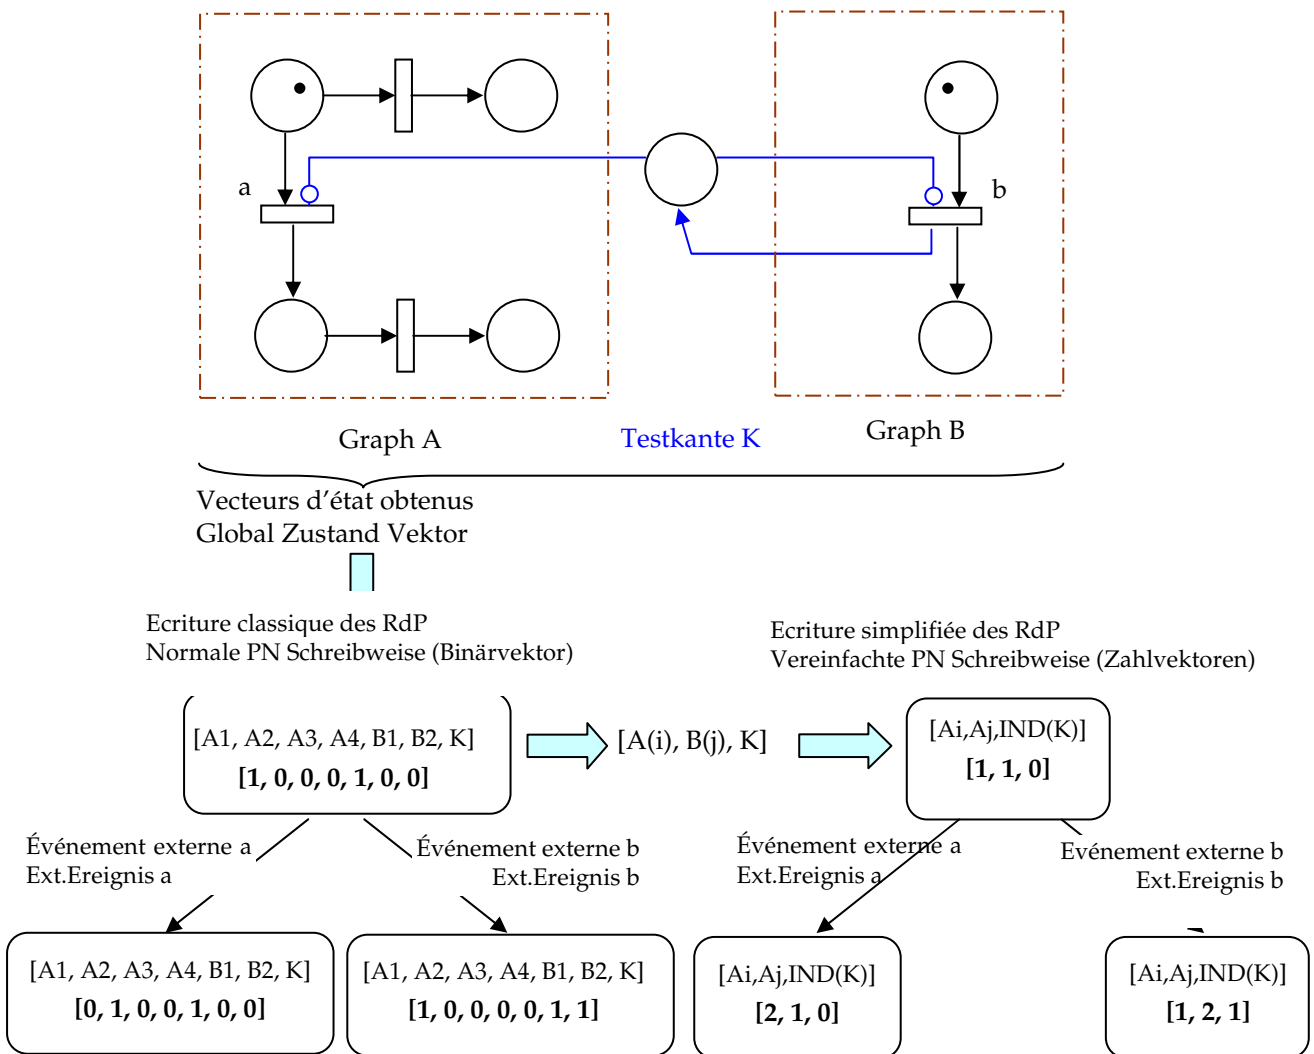 a
b
Graph A
Testkante K
Graph B
Vecteurs d'état obtenus
Global Zustand Vektor
Ecriture classique des RdP
Normale PN Schreibweise (Binärvektor)
Ecriture simplifiée des RdP
Vereinfachte PN Schreibweise (Zahlvektoren)
[A1, A2, A3, A4, B1, B2, K]
[1, 0, 0, 0, 1, 0, 0]
[A(i), B(j), K]
[Ai,Aj,IND(K)]
[1, 1, 0]
Événement externe a
Ext.Ereignis a
Événement externe b
Ext.Ereignis b
Événement externe a
Ext.Ereignis a
Evénement externe b
Ext.Ereignis b
[A1, A2, A3, A4, B1, B2, K]
[0, 1, 0, 0, 1, 0, 0]
[A1, A2, A3, A4, B1, B2, K]
[1, 0, 0, 0, 0, 1, 1]
[Ai,Aj,IND(K)]
[2, 1, 0]
[Ai,Aj,IND(K)]
[1, 2, 1]